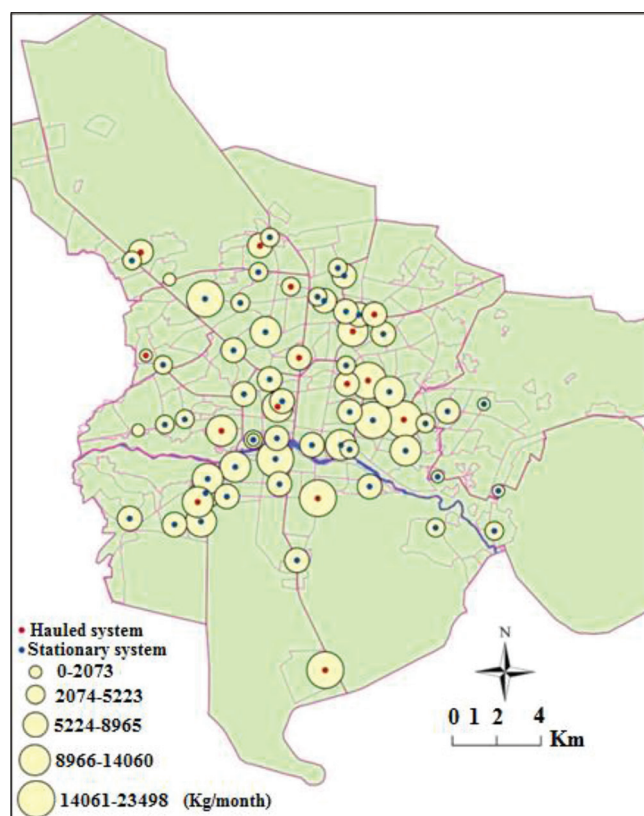 N
0 1 2 4
Km
Hauled system
Stationary system
0-2073
2074-5223
5224-8965
8966-14060
14061-23498 (Kg/month)